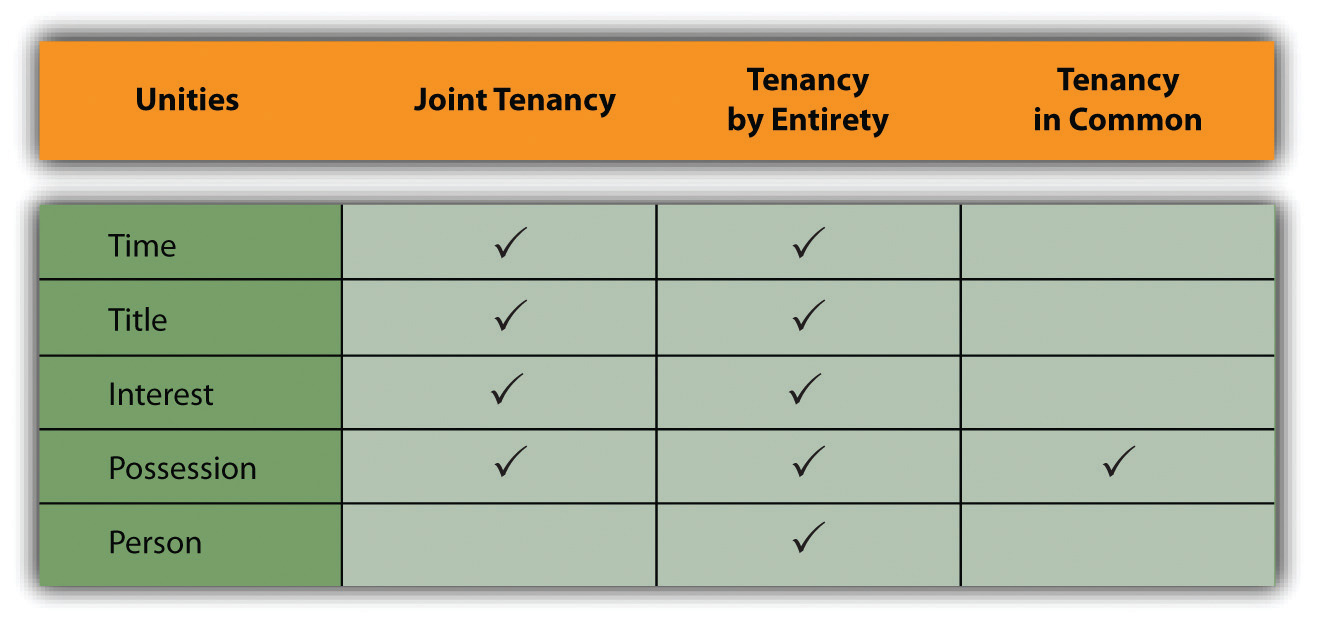 Unities Joint Tenancy Tenancy by Entirety Tenancy in Common
Time ✓ ✓
Title ✓ ✓
Interest ✓ ✓
Possession ✓ ✓ ✓
Person ✓